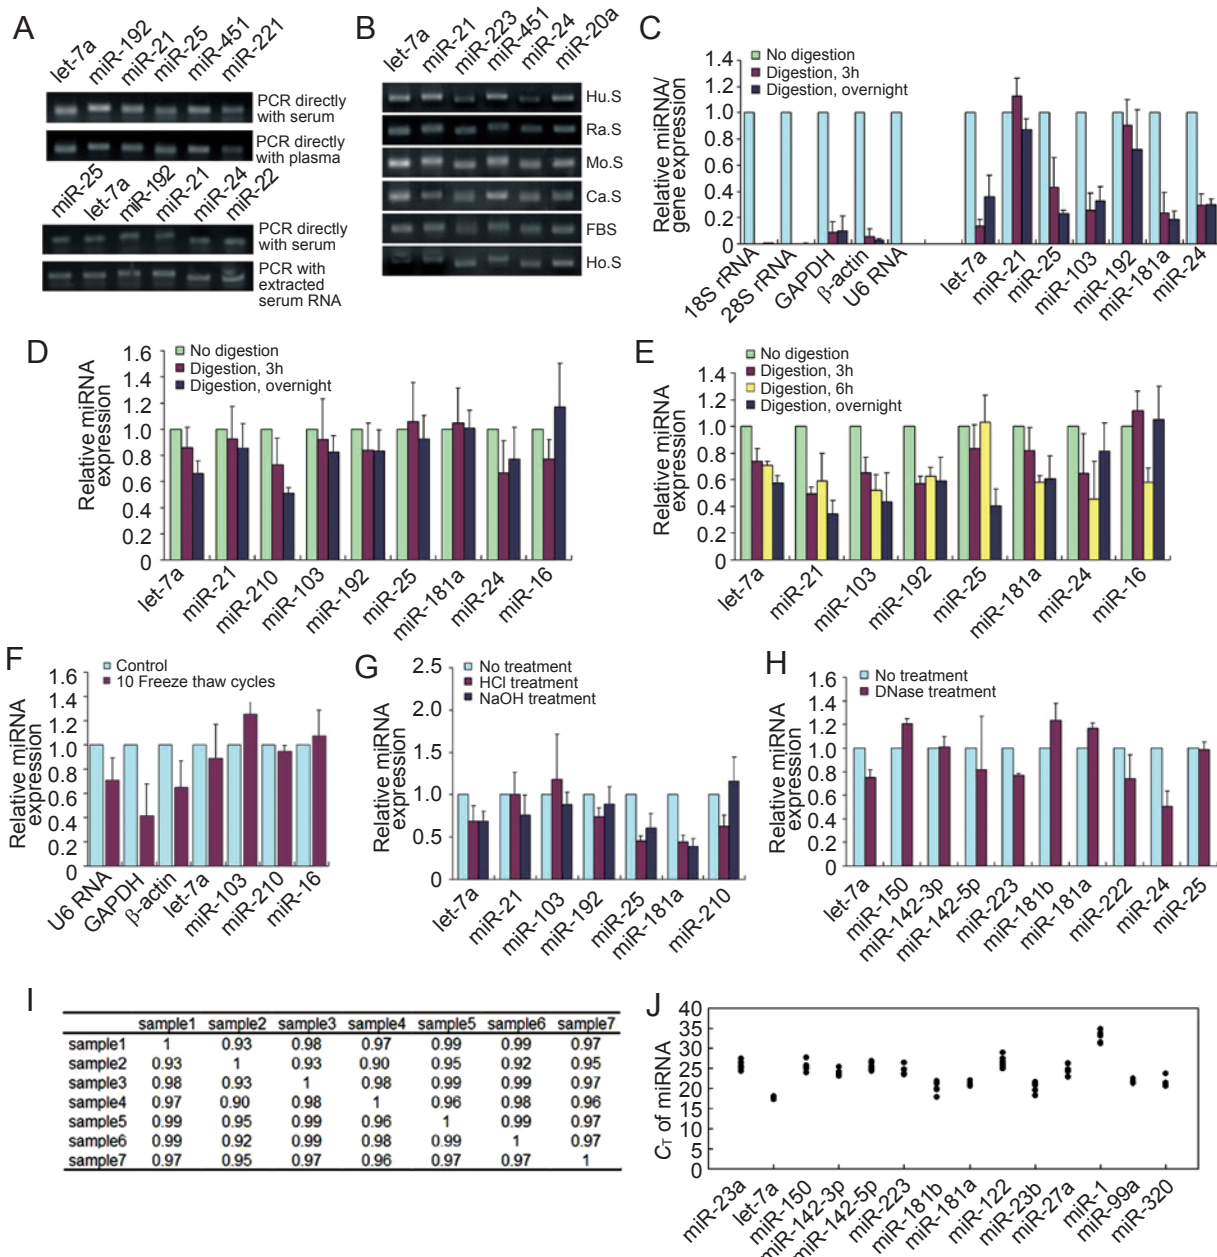 A
let-7a miR-192 miR-21 miR-25 miR-451 miR-221
PCR directly
with serum
PCR directly
with plasma
miR-25 let-7a miR-192 miR-21 miR-24 miR-22
PCR directly
with serum
PCR with
extracted
serum RNA
B
let-7a miR-21 miR-223 miR-451 miR-24 miR-20a
Hu.S
Ra.S
Mo.S
Ca.S
FBS
Ho.S
C
No digestion
Digestion, 3h
Digestion, overnight
Relative miRNA/
gene expression
1.4
1.2
1.0
0.8
0.6
0.4
0.2
0
18S rRNA 28S rRNA GAPDH β-actin U6 RNA let-7a miR-21 miR-25 miR-103 miR-192 miR-181a miR-24
D
No digestion
Digestion, 3h
Digestion, overnight
Relative miRNA
expression
1.6
1.4
1.2
1.0
0.8
0.6
0.4
0.2
0
let-7a miR-21 miR-210 miR-103 miR-192 miR-25 miR-181a miR-24 miR-16
E
No digestion
Digestion, 3h
Digestion, 6h
Digestion, overnight
Relative miRNA
expression
1.4
1.2
1.0
0.8
0.6
0.4
0.2
0
let-7a miR-21 miR-103 miR-192 miR-25 miR-181a miR-24 miR-16
F
Control
10 Freeze thaw cycles
Relative miRNA
expression
1.6
1.4
1.2
1.0
0.8
0.6
0.4
0.2
0
U6 RNA GAPDH β-actin let-7a miR-103 miR-210 miR-16
G
No treatment
HCl treatment
NaOH treatment
Relative miRNA
expression
2.5
2.0
1.5
1.0
0.5
0
let-7a miR-21 miR-103 miR-192 miR-25 miR-181a miR-210
H
No treatment
DNase treatment
Relative miRNA
expression
1.6
1.4
1.2
1.0
0.8
0.6
0.4
0.2
0
let-7a miR-150 miR-142-3p miR-142-5p miR-223 miR-181b miR-181a miR-222 miR-24 miR-25
I
sample1 sample2 sample3 sample4 sample5 sample6 sample7
sample1 1 0.93 0.98 0.97 0.99 0.99 0.97
sample2 0.93 1 0.93 0.90 0.95 0.92 0.95
sample3 0.98 0.93 1 0.98 0.99 0.99 0.97
sample4 0.97 0.90 0.98 1 0.96 0.98 0.96
sample5 0.99 0.95 0.99 0.96 1 0.99 0.97
sample6 0.99 0.92 0.99 0.98 0.99 1 0.97
sample7 0.97 0.95 0.97 0.96 0.97 0.97 1
J
CT of miRNA
40
35
30
25
20
15
10
5
0
miR-23a let-7a miR-150 miR-142-3p miR-142-5p miR-223 miR-181b miR-181a miR-122 miR-23b miR-27a miR-1 miR-99a miR-320